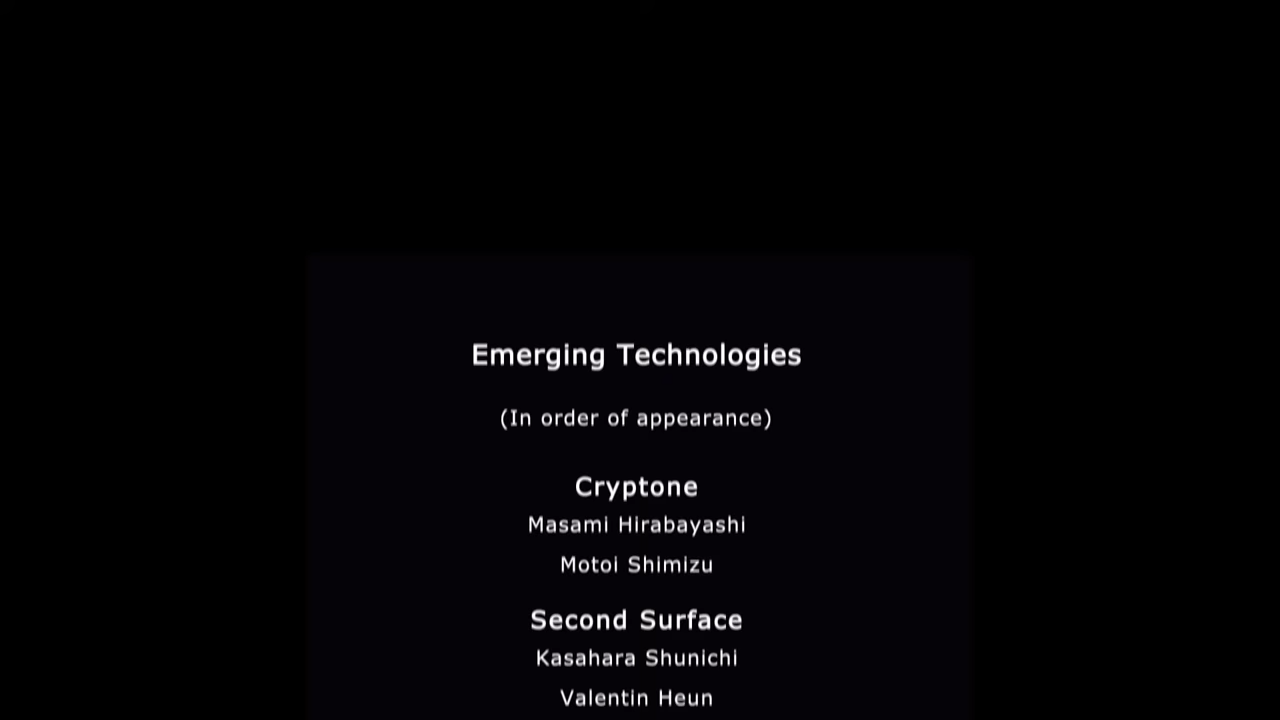 Emerging Technologies
(In order of appearance)
Cryptone
Masami Hirabayashi
Motoi Shimizu
Second Surface
Kasahara Shunichi
Valentin Heun